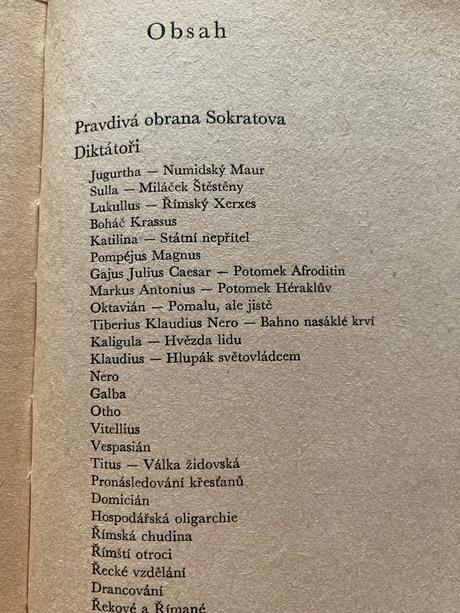 Obsah
Pravdivá obrana Sokratova
Diktátoři
Jugurtha — Numidský Maur
Sulla — Miláček Štěstěny
Lukullus — Římský Xerxes
Boháč Krassus
Katilina — Státní nepřítel
Pompéjus Magnus
Gajus Julius Caesar — Potomek Afroditin
Markus Antonius — Potomek Héraklův
Oktavián — Pomalu, ale jistě
Tiberius Klaudius Nero — Bahno nasáklé krví
Kaligula — Hvězda lidu
Klaudius — Hlupák světovládcem
Nero
Galba
Otho
Vitellius
Vespasián
Titus — Válka židovská
Pronásledování křesťanů
Domicián
Hospodářská oligarchie
Římská chudina
Římští otroci
Řecké vzdělání
Drancování
Řekové a Římané